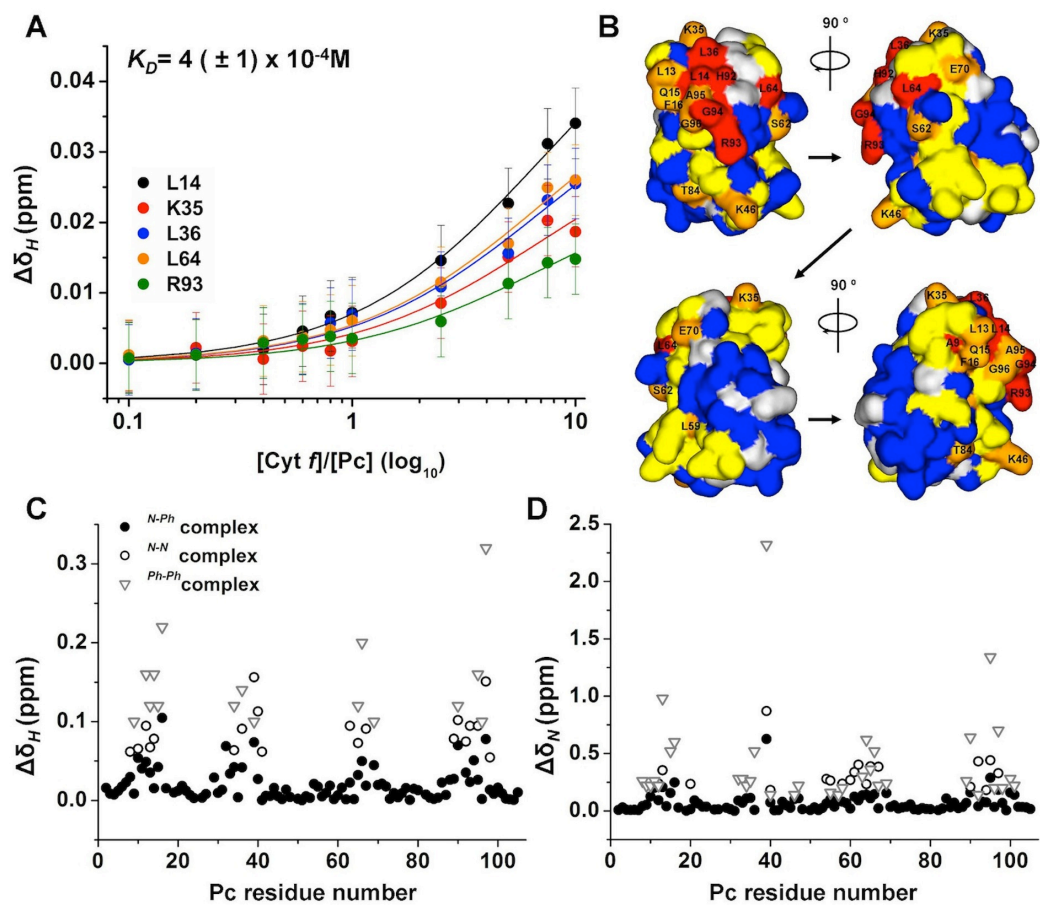 A
K_D= 4 ( ± 1) x 10⁻⁴M
Δδ_H (ppm)
0.04
0.03
0.02
0.01
0.00
L14
K35
L36
L64
R93
0.1
1
10
[Cyt f]/[Pc] (log₁₀)
B
90 º
K35
L36
L13
L14
H92
Q15
A95
L64
F16
G94
G96
S62
R93
T84
K46
K35
L36
E70
H92
L64
G94
S62
R93
K46
90 º
E70
K35
L64
S62
L59
K35
L36
L13
L14
A9
Q15
A95
F16
G94
G96
R93
T84
K46
C
N-Ph complex
N-N complex
Ph-Ph complex
Δδ_H (ppm)
0.3
0.2
0.1
0.0
0
20
40
60
80
100
Pc residue number
D
Δδ_N (ppm)
2.5
2.0
1.5
1.0
0.5
0.0
0
20
40
60
80
100
Pc residue number